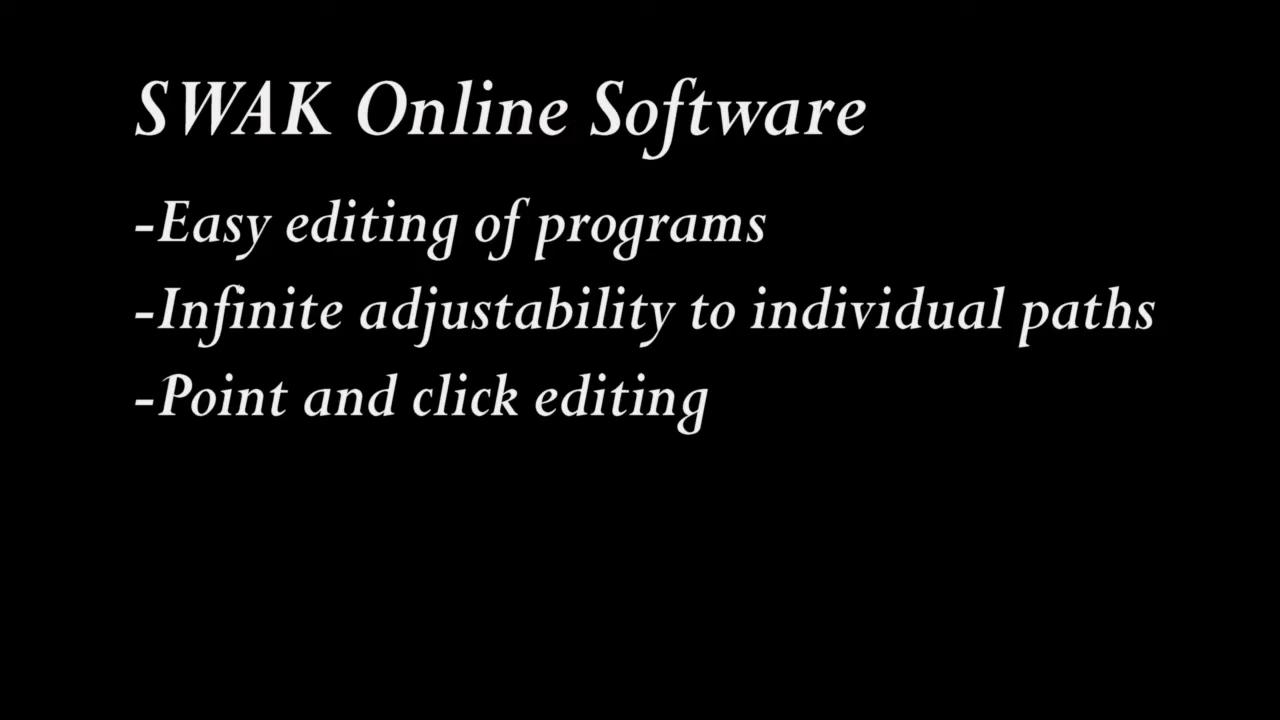 SWAK Online Software
-Easy editing of programs
-Infinite adjustability to individual paths
-Point and click editing